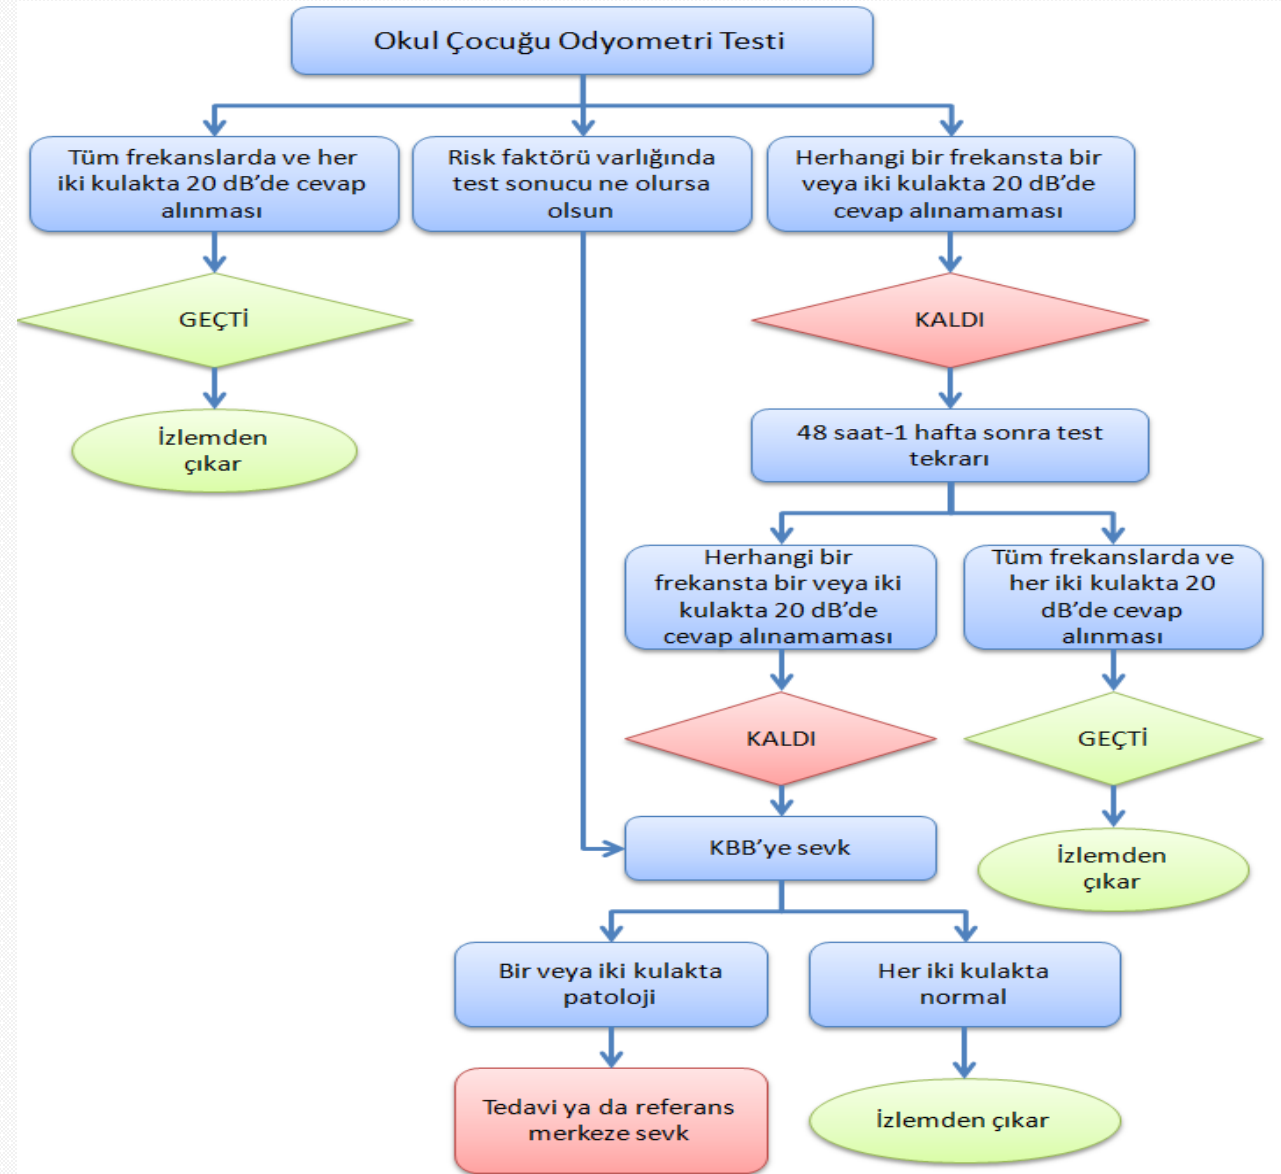 Okul Çocuğu Odyometri Testi
Tüm frekanslarda ve her
iki kulakta 20 dB’de cevap
alınması
Risk faktörü varlığında
test sonucu ne olursa
olsun
Herhangi bir frekansta bir
veya iki kulakta 20 dB’de
cevap alınamaması
GEÇTİ
KALDI
İzlemden
çıkar
48 saat-1 hafta sonra test
tekrarı
Herhangi bir
frekansta bir veya iki
kulakta 20 dB’de
cevap alınamaması
Tüm frekanslarda ve
her iki kulakta 20
dB’de cevap
alınması
KALDI
GEÇTİ
KBB’ye sevk
İzlemden
çıkar
Bir veya iki kulakta
patoloji
Her iki kulakta
normal
Tedavi ya da referans
merkeze sevk
İzlemden çıkar